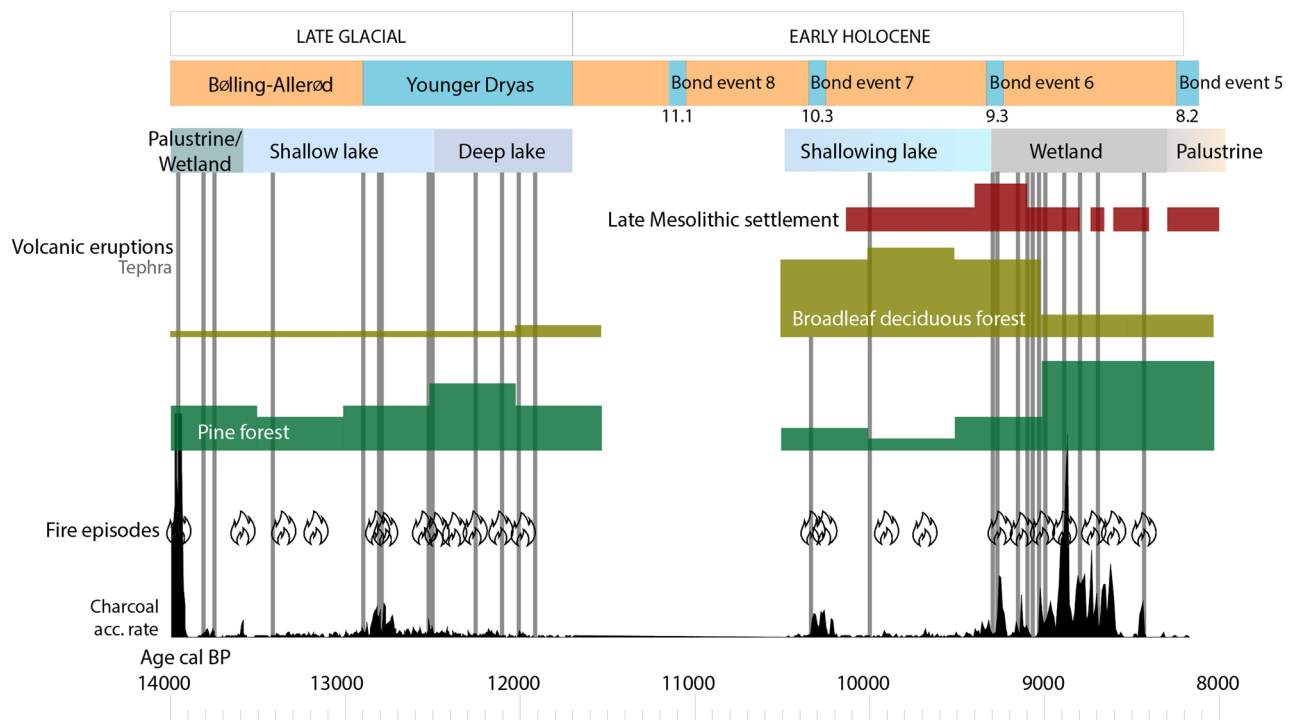 LATE GLACIAL
EARLY HOLOCENE
Bølling-Allerød
Younger Dryas
Bond event 8
Bond event 7
Bond event 6
Bond event 5
11.1
10.3
9.3
8.2
Palustrine/
Wetland
Shallow lake
Deep lake
Shallowing lake
Wetland
Palustrine
Late Mesolithic settlement
Volcanic eruptions
Tephra
Broadleaf deciduous forest
Pine forest
Fire episodes
Charcoal
acc. rate
Age cal BP
14000
13000
12000
11000
10000
9000
8000